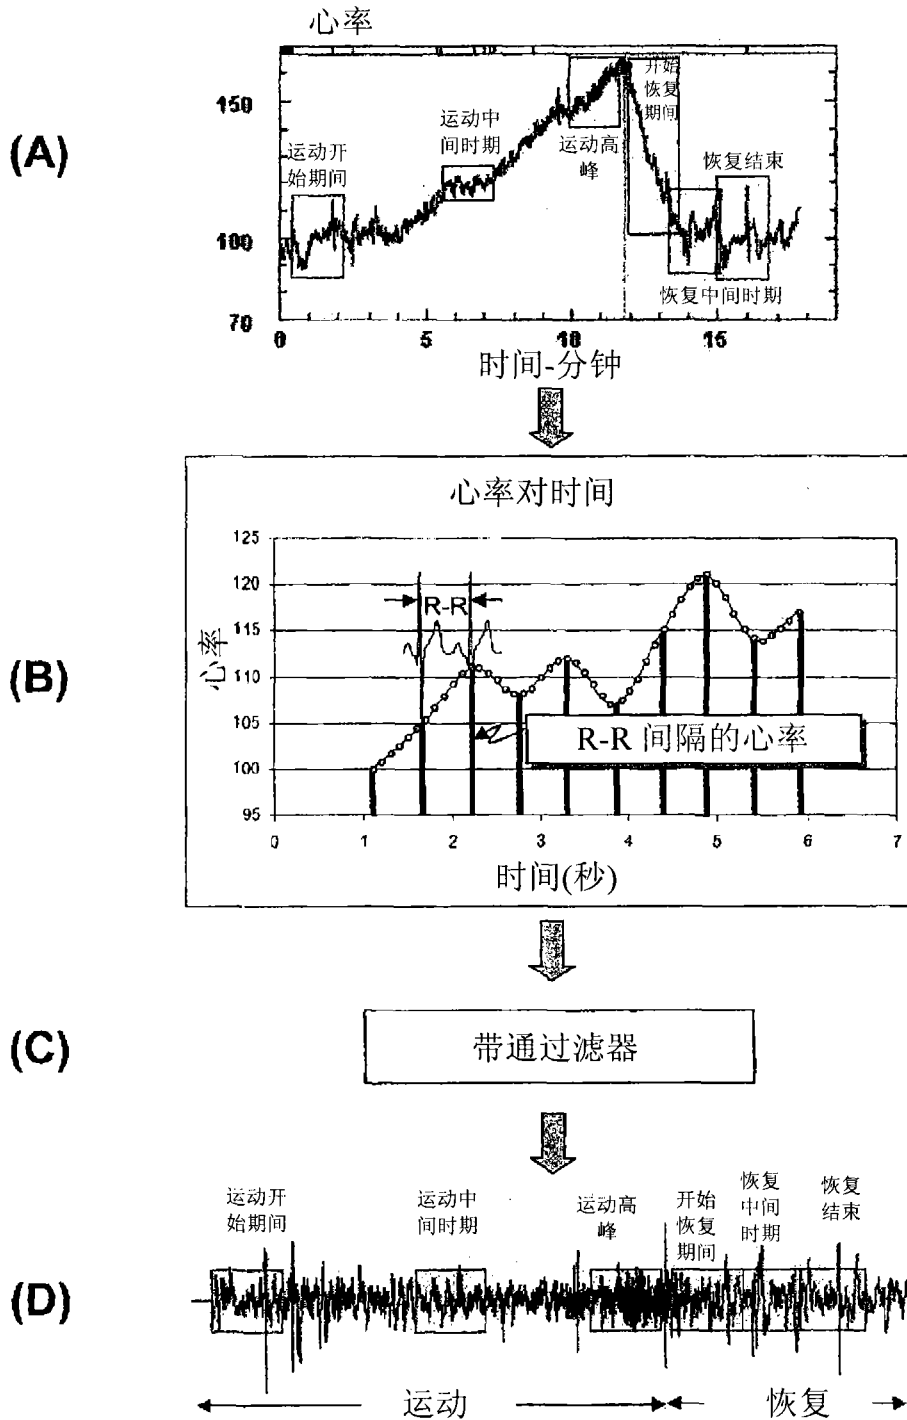 心率
(A)
150
100
70
运动开
始期间
运动中
间时期
运动高
峰
开始
恢复
期间
恢复结束
恢复中间时期
0 5 10 15
时间-分钟
(B)
心率对时间
125
120
115
110
105
100
95
心率
R-R
R-R 间隔的心率
0 1 2 3 4 5 6 7
时间(秒)
(C)
带通过滤器
(D)
运动开
始期间
运动中
间时期
运动高
峰
开始
恢复
期间
恢复
中间
时期
恢复
结束
运动
恢复